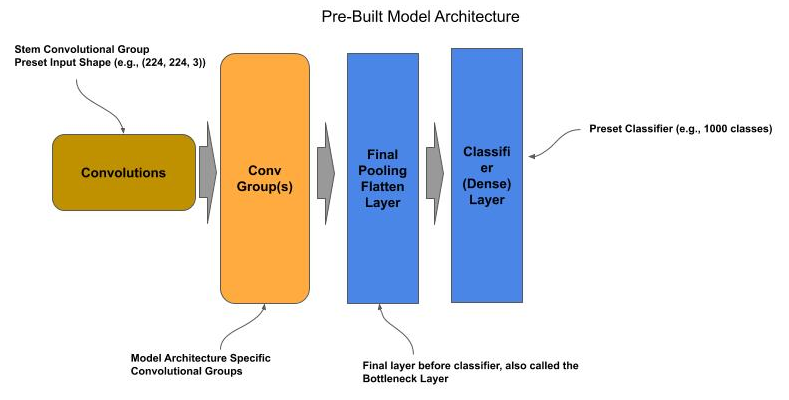 Pre-Built Model Architecture
Stem Convolutional Group
Preset Input Shape (e.g., (224, 224, 3))
Convolutions
Conv
Group(s)
Final
Pooling
Flatten
Layer
Classifi
er
(Dense)
Layer
Preset Classifier (e.g., 1000 classes)
Model Architecture Specific
Convolutional Groups
Final layer before classifier, also called the
Bottleneck Layer